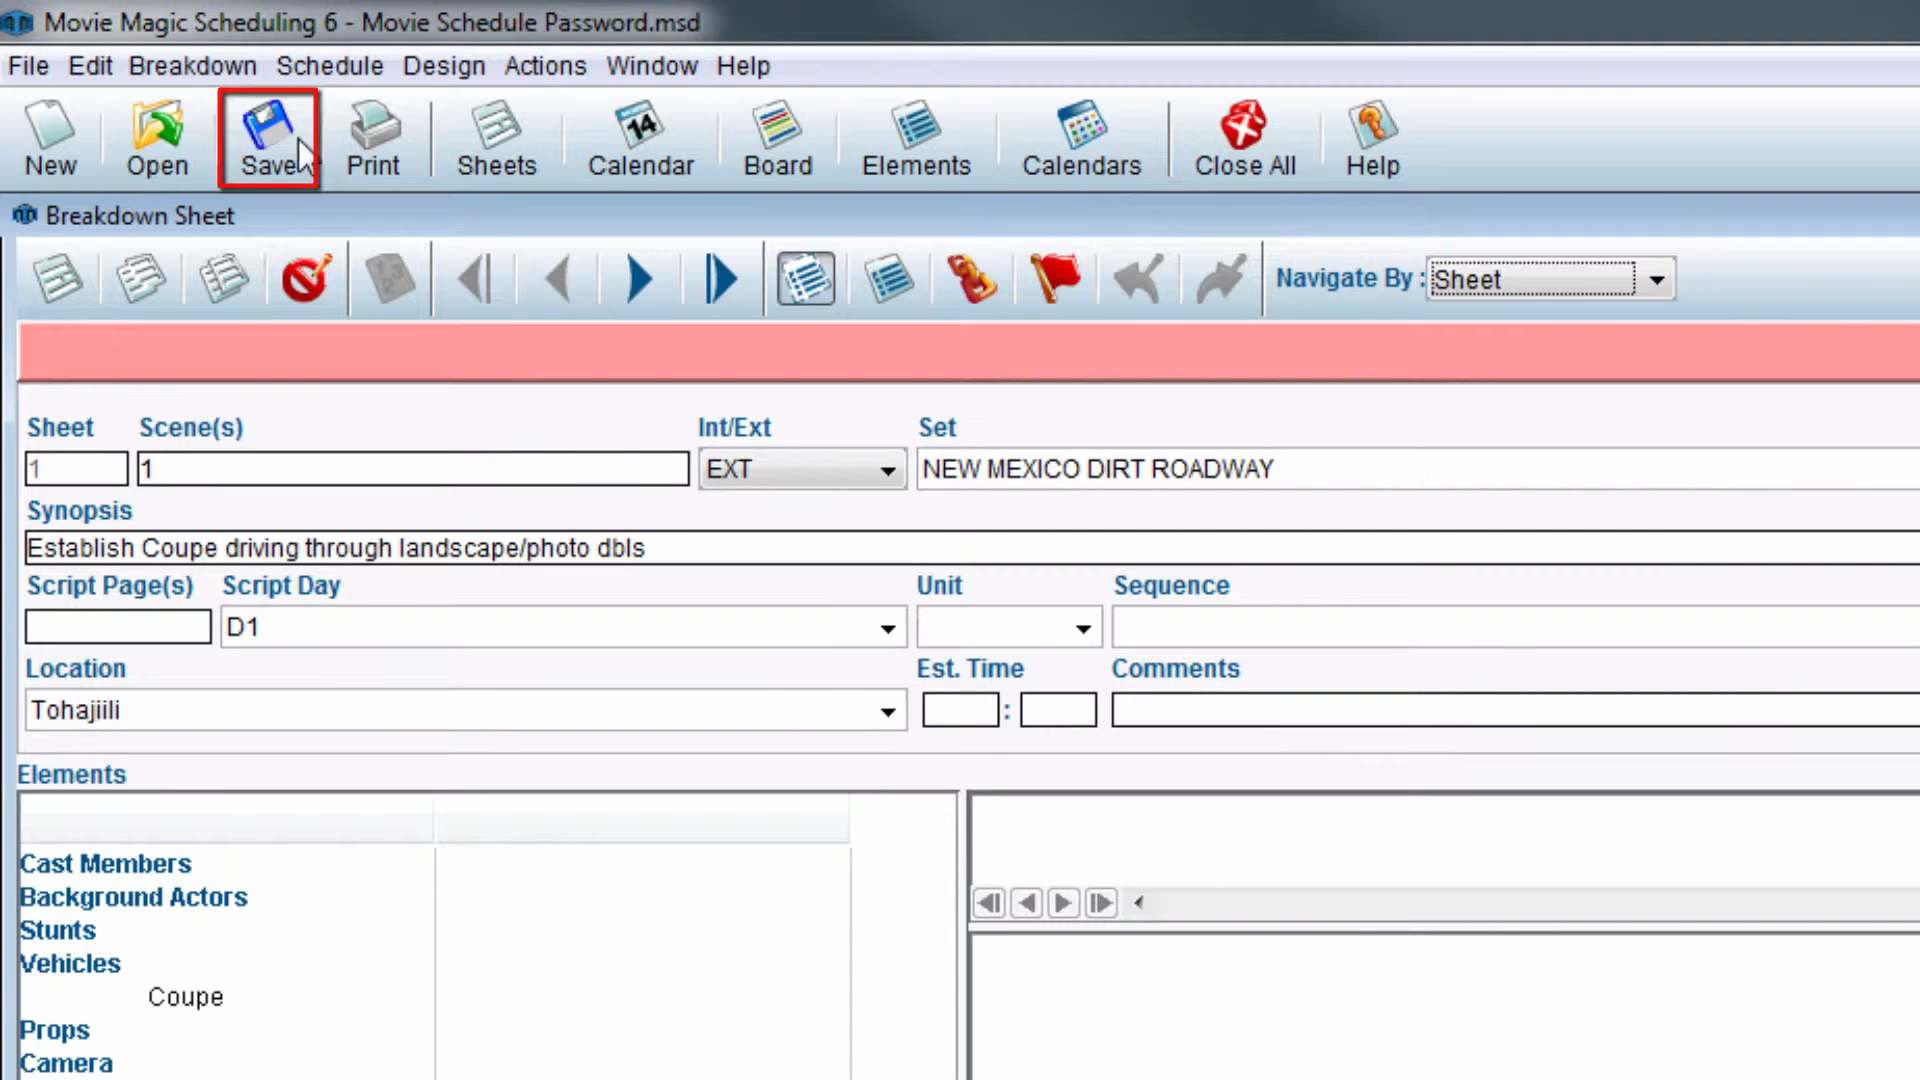 Movie Magic Scheduling 6 - Movie Schedule Password.msd
File Edit Breakdown Schedule Design Actions Window Help
New Open Save Print Sheets 14 Calendar Board Elements Calendars Close All Help
Breakdown Sheet
Navigate By : Sheet
Sheet Scene(s) Int/Ext Set
1 1 EXT NEW MEXICO DIRT ROADWAY
Synopsis
Establish Coupe driving through landscape/photo dbls
Script Page(s) Script Day Unit Sequence
D1
Location Est. Time Comments
Tohajiili :
Elements
Cast Members
Background Actors
Stunts
Vehicles
Coupe
Props
Camera